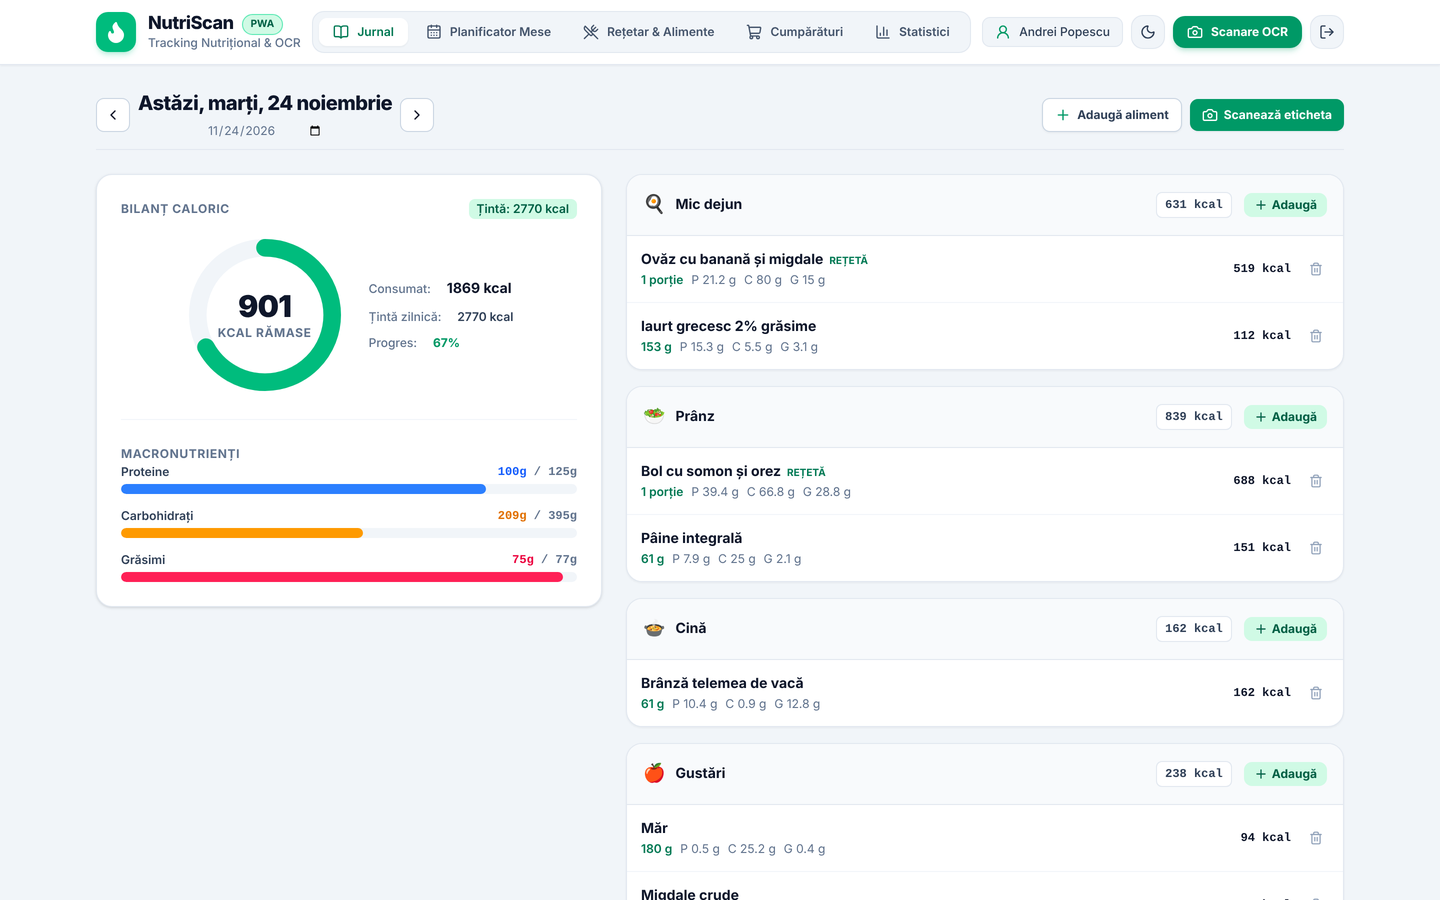 NutriScan PWA
Tracking Nutrițional & OCR
Jurnal
Planificator Mese
Rețetar & Alimente
Cumpărături
Statistici
Andrei Popescu
Scanare OCR
Astăzi, marți, 24 noiembrie
11/24/2026
Adaugă aliment
Scanează eticheta
BILANȚ CALORIC
Țintă: 2770 kcal
901
KCAL RĂMASE
Consumat: 1869 kcal
Țintă zilnică: 2770 kcal
Progres: 67%
MACRONUTRIENȚI
Proteine 100g / 125g
Carbohidrați 209g / 395g
Grăsimi 75g / 77g
Mic dejun 631 kcal + Adaugă
Ovăz cu banană și migdale REȚETĂ
1 porție P 21.2 g C 80 g G 15 g
519 kcal
Iaurt grecesc 2% grăsime
153 g P 15.3 g C 5.5 g G 3.1 g
112 kcal
Prânz 839 kcal + Adaugă
Bol cu somon și orez REȚETĂ
1 porție P 39.4 g C 66.8 g G 28.8 g
688 kcal
Pâine integrală
61 g P 7.9 g C 25 g G 2.1 g
151 kcal
Cină 162 kcal + Adaugă
Brânză telemea de vacă
61 g P 10.4 g C 0.9 g G 12.8 g
162 kcal
Gustări 238 kcal + Adaugă
Măr
180 g P 0.5 g C 25.2 g G 0.4 g
94 kcal
Migdale crude